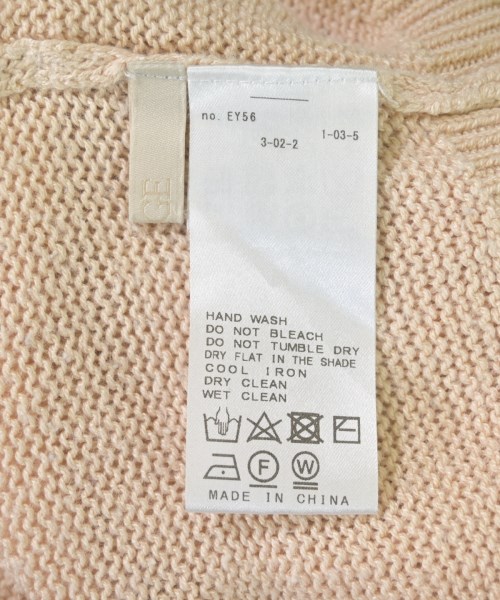 no. EY56
1-03-5
3-02-2
HAND WASH
DO NOT BLEACH
DO NOT TUMBLE DRY
DRY FLAT IN THE SHADE
COOL IRON
DRY CLEAN
WET CLEAN
F W
MADE IN CHINA
CE